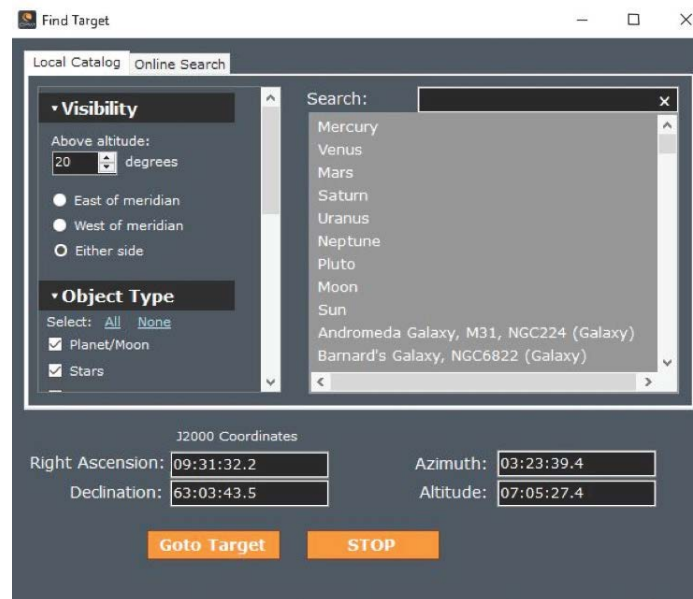 Find Target
Local Catalog
Online Search
Visibility
Above altitude:
20 degrees
East of meridian
West of meridian
Either side
Object Type
Select: All None
Planet/Moon
Stars
Search:
Mercury
Venus
Mars
Saturn
Uranus
Neptune
Pluto
Moon
Sun
Andromeda Galaxy, M31, NGC224 (Galaxy)
Barnard's Galaxy, NGC6822 (Galaxy)
J2000 Coordinates
Right Ascension: 09:31:32.2
Declination: 63:03:43.5
Azimuth: 03:23:39.4
Altitude: 07:05:27.4
Goto Target
STOP